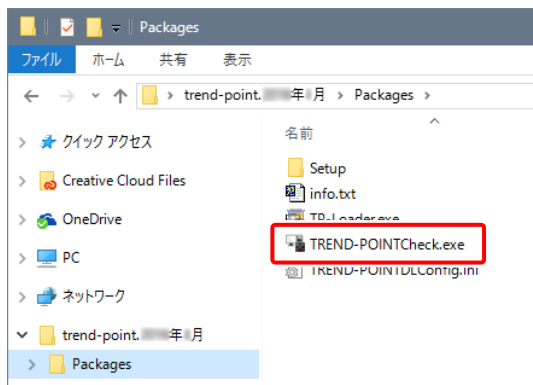 Packages
ファイル ホーム 共有 表示
trend-point. 年 月 > Packages >
名前
クイック アクセス
Creative Cloud Files
OneDrive
PC
ネットワーク
trend-point. 年 月
Packages
Setup
info.txt
TP-Loader.exe
TREND-POINTCheck.exe
TREND-POINTDLConfig.ini